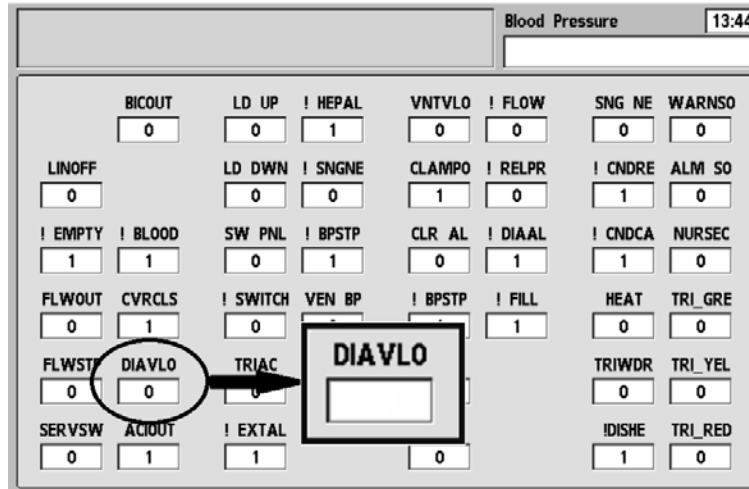 Blood Pressure 13:44
BICOUT LD UP ! HEPAL VNTVLO ! FLOW SNG NE WARNSO
0 0 1 0 0 0 0
LINOFF LD DWN ! SNGNE CLAMPO ! RELPR ! CNDRE ALM SO
0 0 0 1 0 1 0
! EMPTY ! BLOOD SW PNL ! BPSTP CLR AL ! DIAAL ! CNDCA NURSEC
1 1 0 1 0 1 1 0
FLWOUT CVRCLS ! SWITCH VEN BP ! BPSTP ! FILL HEAT TRI_GRE
0 1 0 1 0 0
FLWSTP DIAVLO TRIAC DIAVLO TRIWDR TRI_YEL
0 0 0 0 0
SERVSW ACIOUT ! EXTAL !DISHE TRI_RED
0 1 1 0 1 0